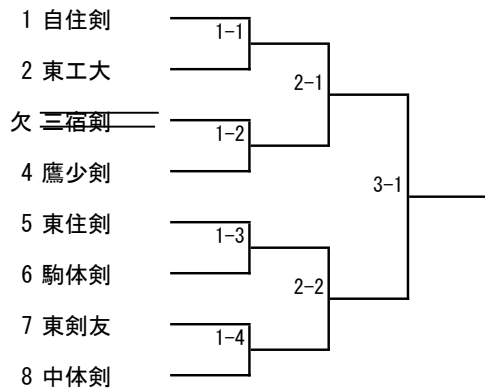 1 自住剣
1-1
2 東工大
2-1
欠 三宿剣
1-2
4 鷹少剣
3-1
5 東住剣
1-3
6 駒体剣
2-2
7 東剣友
1-4
8 中体剣